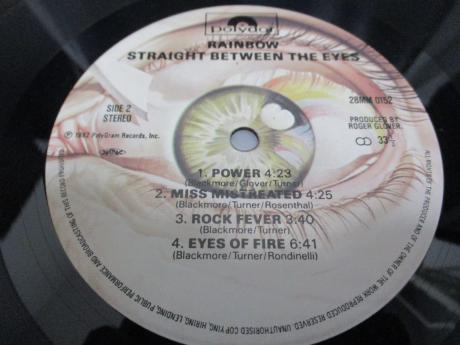 polydor
RAINBOW
STRAIGHT BETWEEN THE EYES
SIDE 2
STEREO
℗ 1982 PolyGram Records, Inc.
28MM 0152
PRODUCED BY
ROGER GLOVER.
33⅓
1. POWER 4:23
(Blackmore/Glover/Turner)
2. MISS MISTREATED 4:25
(Blackmore/Turner/Rosenthal)
3. ROCK FEVER 3:40
(Blackmore/Turner)
4. EYES OF FIRE 6:41
(Blackmore/Turner/Rondinelli)
ALL RIGHTS OF THE PRODUCER AND OF THE OWNER OF THE WORK REPRODUCED RESERVED. UNAUTHORISED COPYING, HIRING, LENDING, PUBLIC PERFORMANCE AND BROADCASTING OF THIS